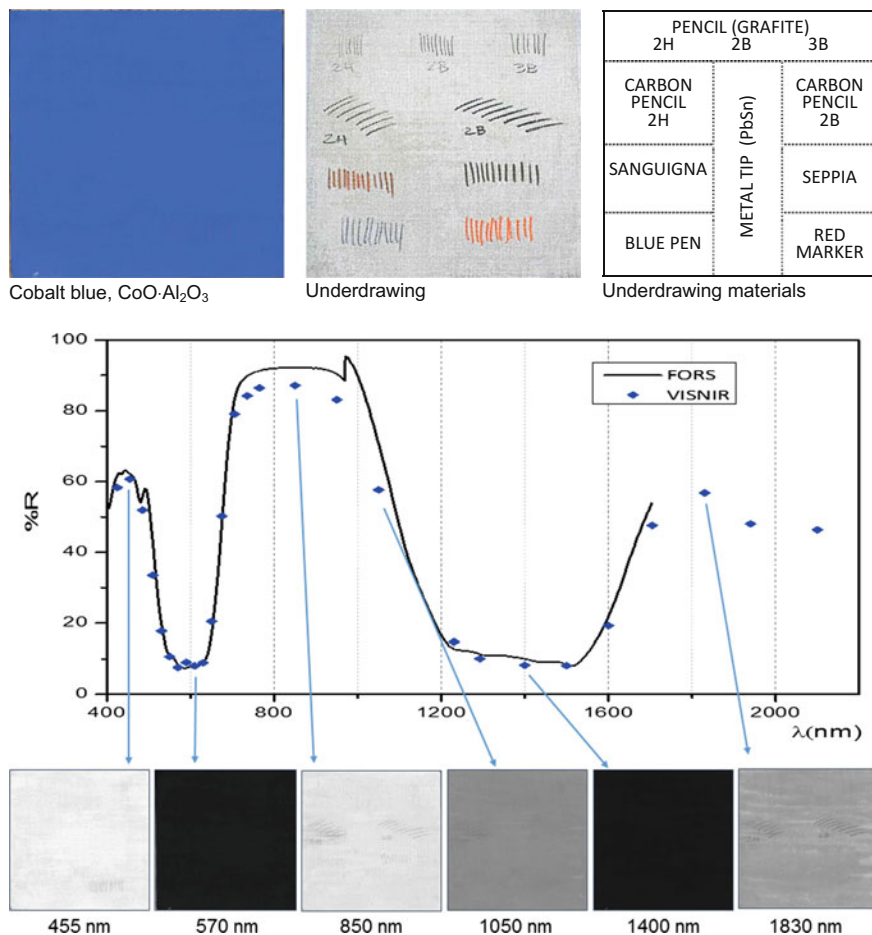 2H 2B 3B
2H 2B
PENCIL (GRAFITE)
2H 2B 3B
CARBON
PENCIL
2H
METAL TIP (PbSn)
CARBON
PENCIL
2B
SANGUIGNA
SEPPIA
BLUE PEN
RED
MARKER
Cobalt blue, CoO·Al₂O₃
Underdrawing
Underdrawing materials
100
80
60
40
20
0
%R
FORS
VISNIR
400 800 1200 1600 2000
λ(nm)
455 nm 570 nm 850 nm 1050 nm 1400 nm 1830 nm